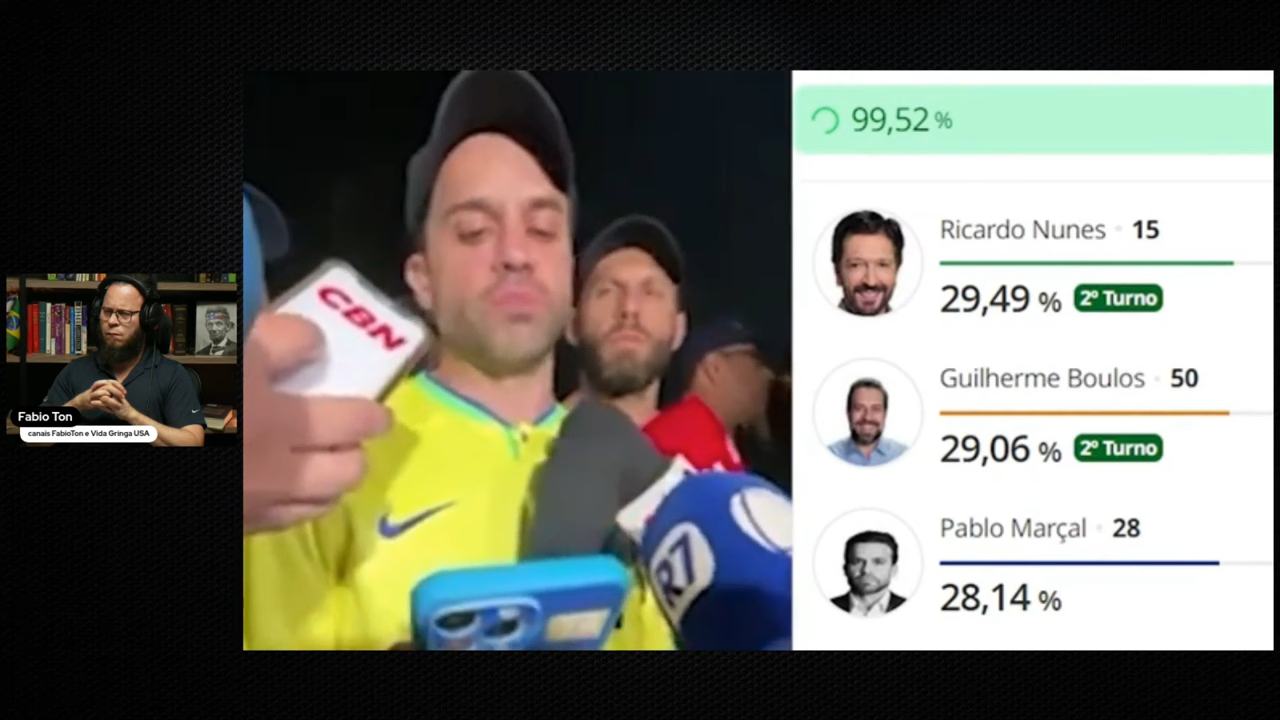 Fabio Ton
canais FabioTon e Vida Gringa USA
CBN
R7
99,52 %
Ricardo Nunes • 15
29,49 % 2º Turno
Guilherme Boulos • 50
29,06 % 2º Turno
Pablo Marçal • 28
28,14 %